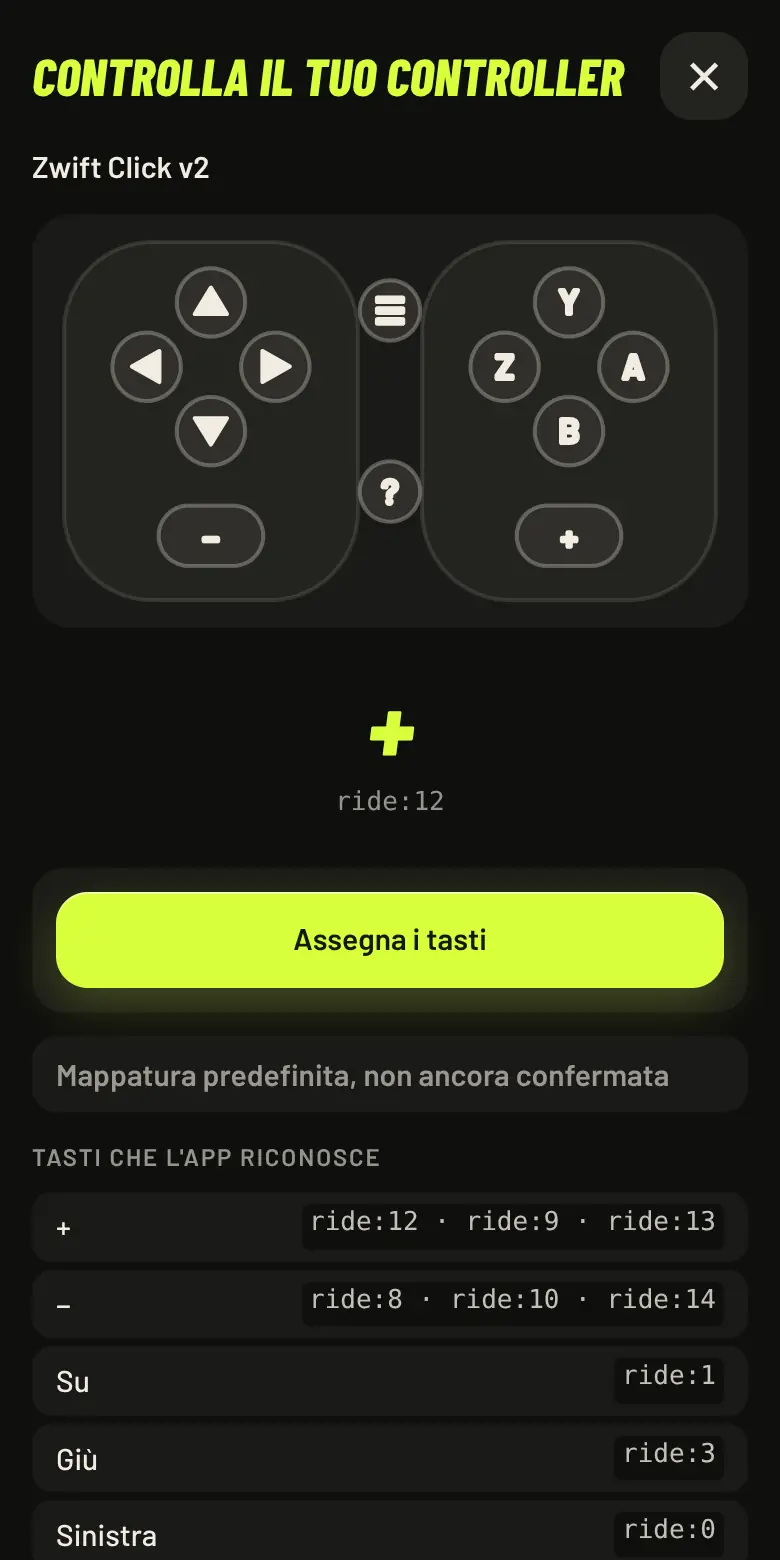 CONTROLLA IL TUO CONTROLLER
Zwift Click v2
Y
Z A
B
?
- +
+
ride:12
Assegna i tasti
Mappatura predefinita, non ancora confermata
TASTI CHE L'APP RICONOSCE
+ ride:12 · ride:9 · ride:13
− ride:8 · ride:10 · ride:14
Su ride:1
Giù ride:3
Sinistra ride:0